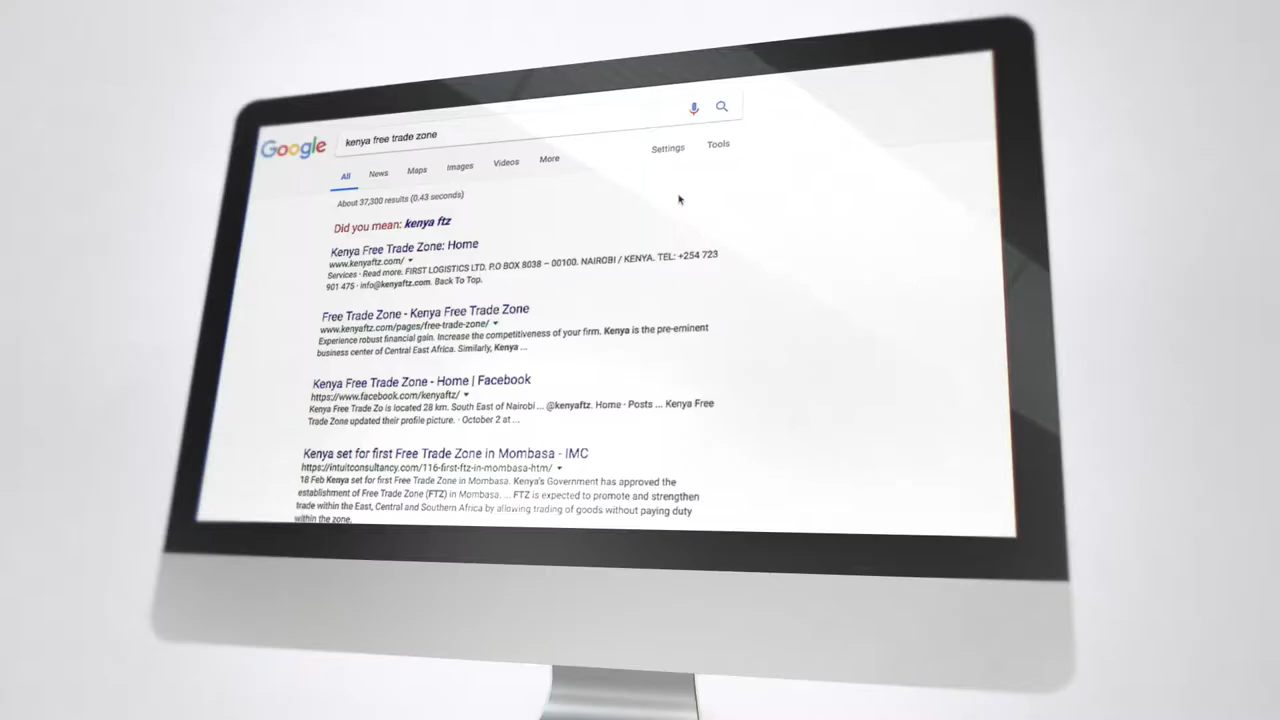 Google
kenya free trade zone
All News Maps Images Videos More Settings Tools
About 37,300 results (0.43 seconds)
Did you mean: kenya ftz
Kenya Free Trade Zone: Home
www.kenyaftz.com/
Services · Read more. FIRST LOGISTICS LTD. P.O BOX 8038 – 00100. NAIROBI / KENYA. TEL: +254 723
901 475 · info@kenyaftz.com. Back To Top.
Free Trade Zone - Kenya Free Trade Zone
www.kenyaftz.com/pages/free-trade-zone/
Experience robust financial gain. Increase the competitiveness of your firm. Kenya is the pre-eminent
business center of Central East Africa. Similarly, Kenya ...
Kenya Free Trade Zone - Home | Facebook
https://www.facebook.com/kenyaftz/
Kenya Free Trade Zo is located 28 km. South East of Nairobi ... @kenyaftz. Home · Posts ... Kenya Free
Trade Zone updated their profile picture. · October 2 at ...
Kenya set for first Free Trade Zone in Mombasa - IMC
https://intuitconsultancy.com/116-first-ftz-in-mombasa-htm/
18 Feb Kenya set for first Free Trade Zone in Mombasa. Kenya's Government has approved the
establishment of Free Trade Zone (FTZ) in Mombasa. ... FTZ is expected to promote and strengthen
trade within the East, Central and Southern Africa by allowing trading of goods without paying duty
within the zone.